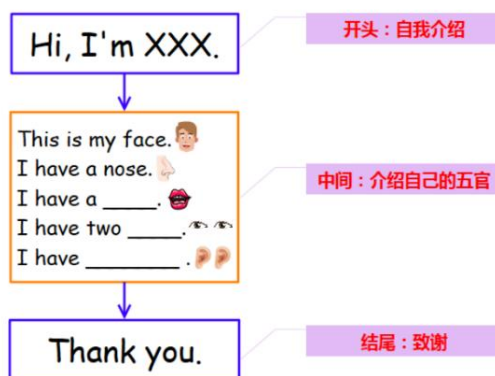 Hi, I'm XXX.
开头：自我介绍
This is my face.
I have a nose.
I have a _____.
I have two _____.
I have ________ .
中间：介绍自己的五官
Thank you.
结尾：致谢